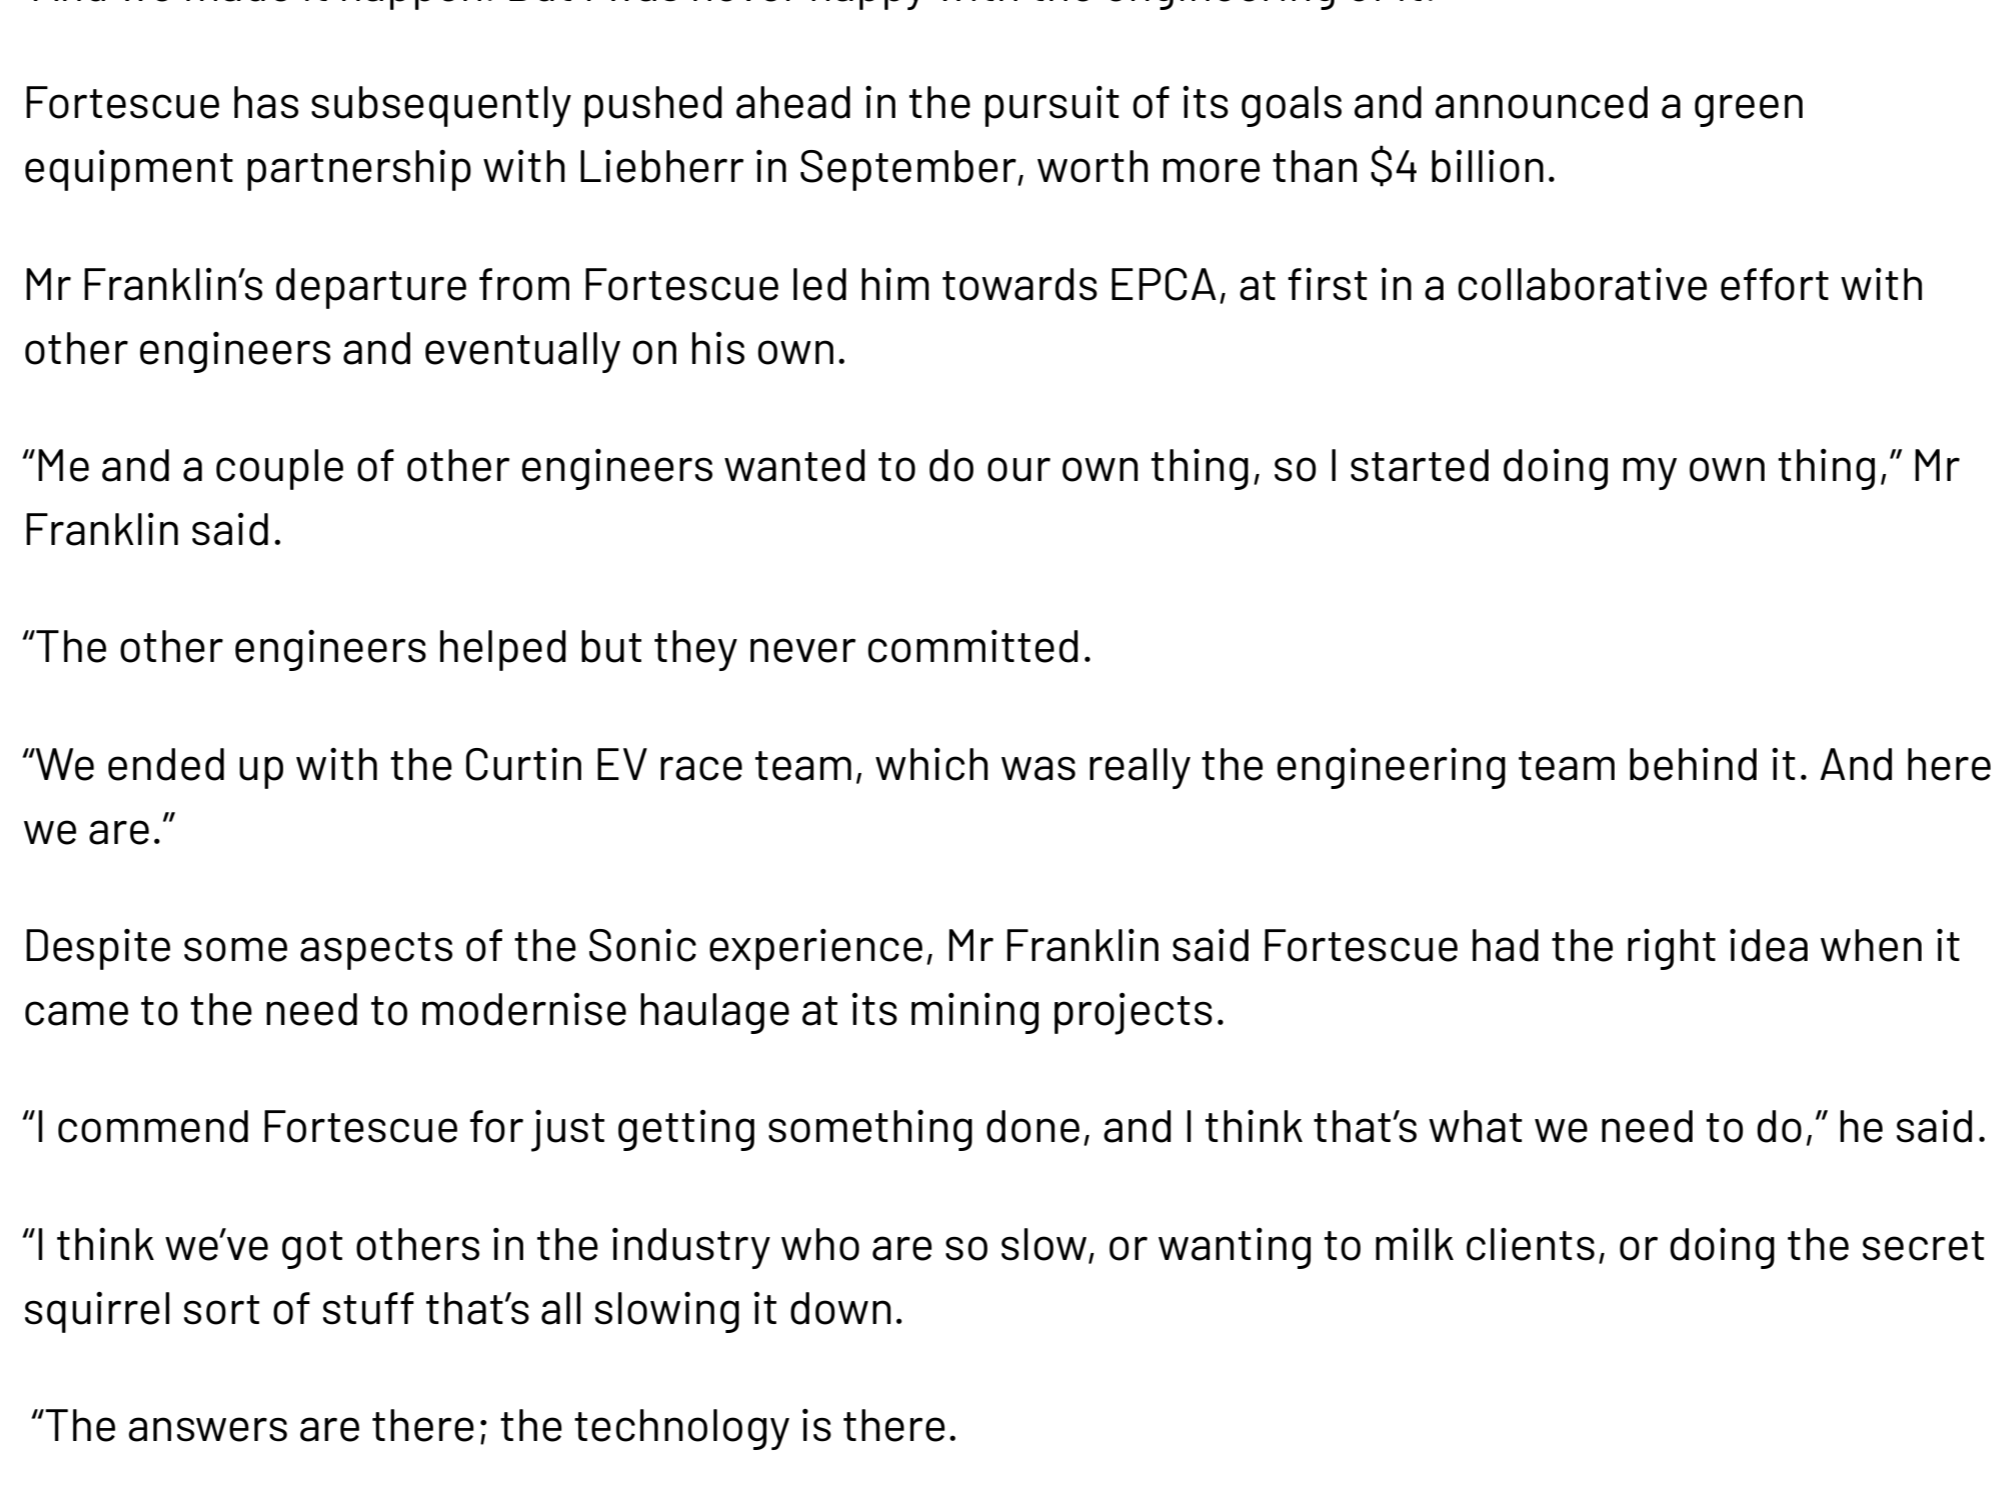 Fortescue has subsequently pushed ahead in the pursuit of its goals and announced a green
equipment partnership with Liebherr in September, worth more than $4 billion.
Mr Franklin’s departure from Fortescue led him towards EPCA, at first in a collaborative effort with
other engineers and eventually on his own.
“Me and a couple of other engineers wanted to do our own thing, so I started doing my own thing,” Mr
Franklin said.
“The other engineers helped but they never committed.
“We ended up with the Curtin EV race team, which was really the engineering team behind it. And here
we are.”
Despite some aspects of the Sonic experience, Mr Franklin said Fortescue had the right idea when it
came to the need to modernise haulage at its mining projects.
“I commend Fortescue for just getting something done, and I think that’s what we need to do,” he said.
“I think we’ve got others in the industry who are so slow, or wanting to milk clients, or doing the secret
squirrel sort of stuff that’s all slowing it down.
“The answers are there; the technology is there.